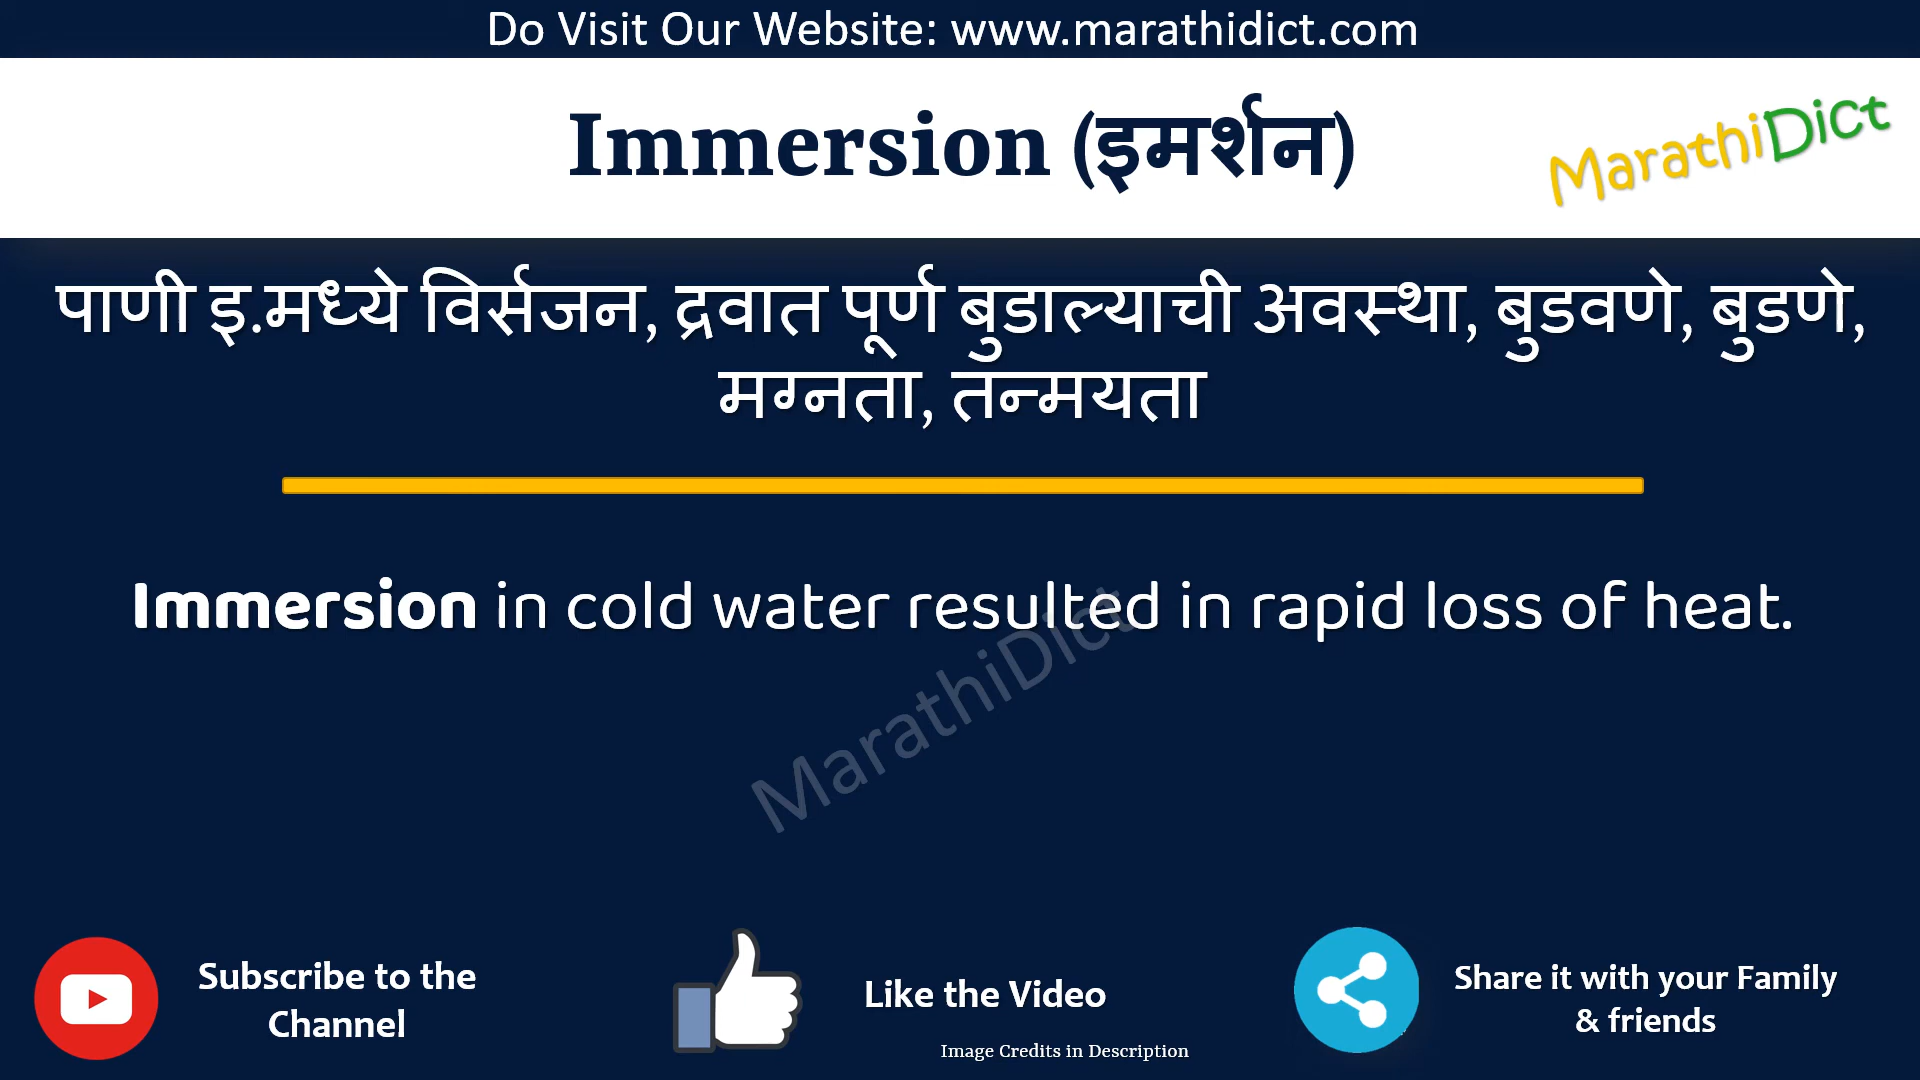 Do Visit Our Website: www.marathidict.com
Immersion (इमर्शन)
MarathiDict
पाणी इ.मध्ये विर्सजन, द्रवात पूर्ण बुडाल्याची अवस्था, बुडवणे, बुडणे,
मग्नता, तन्मयता
Immersion in cold water resulted in rapid loss of heat.
MarathiDict
Subscribe to the
Channel
Like the Video
Share it with your Family
& friends
Image Credits in Description